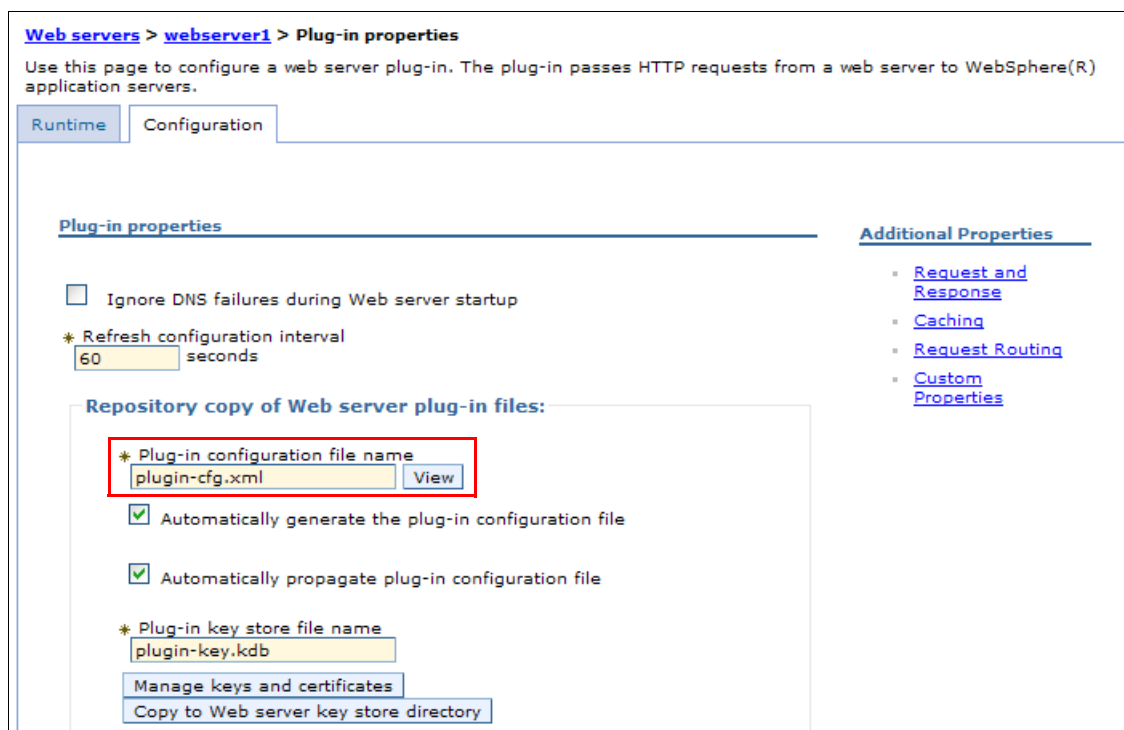 Web servers > webserver1 > Plug-in properties
Use this page to configure a web server plug-in. The plug-in passes HTTP requests from a web server to WebSphere(R)
application servers.
Runtime
Configuration
Plug-in properties
Ignore DNS failures during Web server startup
* Refresh configuration interval
60 seconds
Repository copy of Web server plug-in files:
* Plug-in configuration file name
plugin-cfg.xml View
Automatically generate the plug-in configuration file
Automatically propagate plug-in configuration file
* Plug-in key store file name
plugin-key.kdb
Manage keys and certificates
Copy to Web server key store directory
Additional Properties
Request and
Response
Caching
Request Routing
Custom
Properties